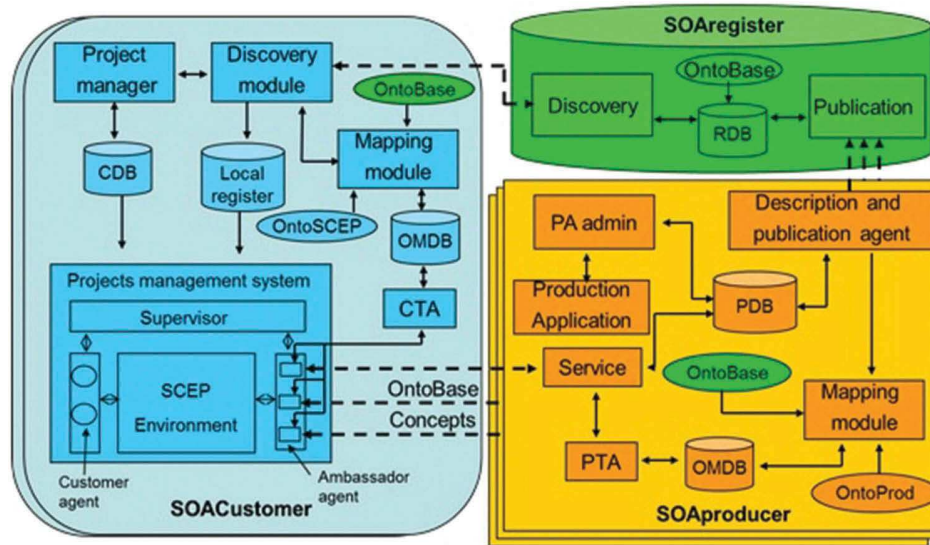 Project
manager
Discovery
module
OntoBase
Mapping
module
CDB
Local
register
OntoSCEP
OMDB
CTA
Projects management system
Supervisor
SCEP
Environment
Customer
agent
Ambassador
agent
SOACustomer
OntoBase
Concepts
SOAregister
OntoBase
Discovery
RDB
Publication
PA admin
Description and
publication agent
Production
Application
PDB
Service
OntoBase
Mapping
module
PTA
OMDB
OntoProd
SOAproducer